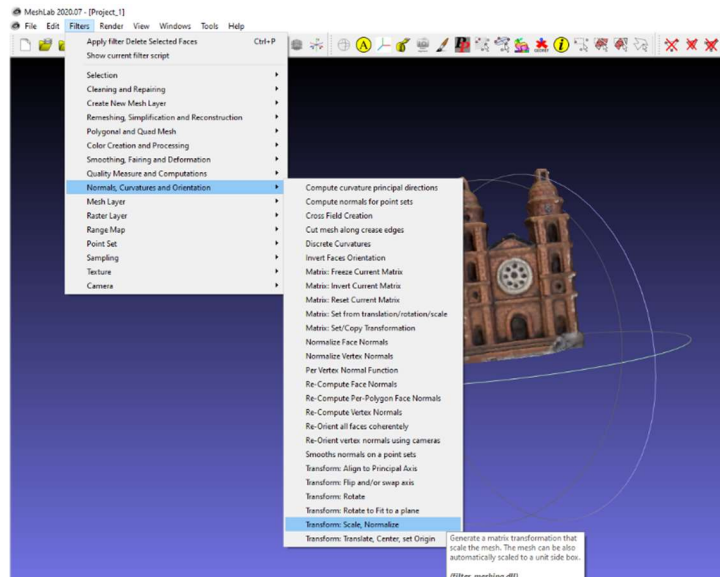 MeshLab 2020.07 - [Project_1]
File Edit Filters Render View Windows Tools Help
Apply filter Delete Selected Faces Ctrl+P
Show current filter script
Selection
Cleaning and Repairing
Create New Mesh Layer
Remeshing, Simplification and Reconstruction
Polygonal and Quad Mesh
Color Creation and Processing
Smoothing, Fairing and Deformation
Quality Measure and Computations
Normals, Curvatures and Orientation
Mesh Layer
Raster Layer
Range Map
Point Set
Sampling
Texture
Camera
Compute curvature principal directions
Compute normals for point sets
Cross Field Creation
Cut mesh along crease edges
Discrete Curvatures
Invert Faces Orientation
Matrix: Freeze Current Matrix
Matrix: Invert Current Matrix
Matrix: Reset Current Matrix
Matrix: Set from translation/rotation/scale
Matrix: Set/Copy Transformation
Normalize Face Normals
Normalize Vertex Normals
Per Vertex Normal Function
Re-Compute Face Normals
Re-Compute Per-Polygon Face Normals
Re-Compute Vertex Normals
Re-Orient all faces coherently
Re-Orient vertex normals using cameras
Smooths normals on a point sets
Transform: Align to Principal Axis
Transform: Flip and/or swap axis
Transform: Rotate
Transform: Rotate to Fit to a plane
Transform: Scale, Normalize
Transform: Translate, Center, set Origin
Generate a matrix transformation that
scale the mesh. The mesh can be also
automatically scaled to a unit side box.
(filter_meshing.dll)